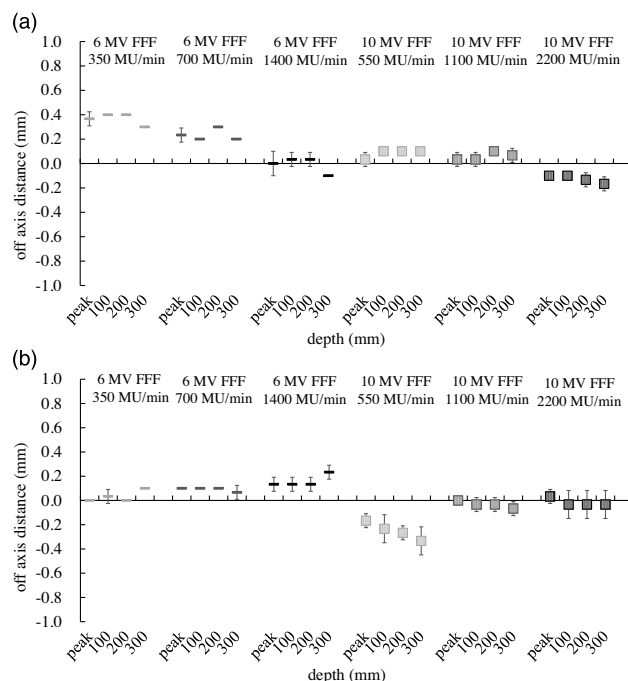 (a)
6 MV FFF 6 MV FFF 6 MV FFF 10 MV FFF 10 MV FFF 10 MV FFF
350 MU/min 700 MU/min 1400 MU/min 550 MU/min 1100 MU/min 2200 MU/min
off axis distance (mm)
1.0
0.8
0.6
0.4
0.2
0.0
-0.2
-0.4
-0.6
-0.8
-1.0
peak 100 200 300 peak 100 200 300 peak 100 200 300 peak 100 200 300 peak 100 200 300 peak 100 200 300
depth (mm)
(b)
6 MV FFF 6 MV FFF 6 MV FFF 10 MV FFF 10 MV FFF 10 MV FFF
350 MU/min 700 MU/min 1400 MU/min 550 MU/min 1100 MU/min 2200 MU/min
off axis distance (mm)
1.0
0.8
0.6
0.4
0.2
0.0
-0.2
-0.4
-0.6
-0.8
-1.0
peak 100 200 300 peak 100 200 300 peak 100 200 300 peak 100 200 300 peak 100 200 300 peak 100 200 300
depth (mm)